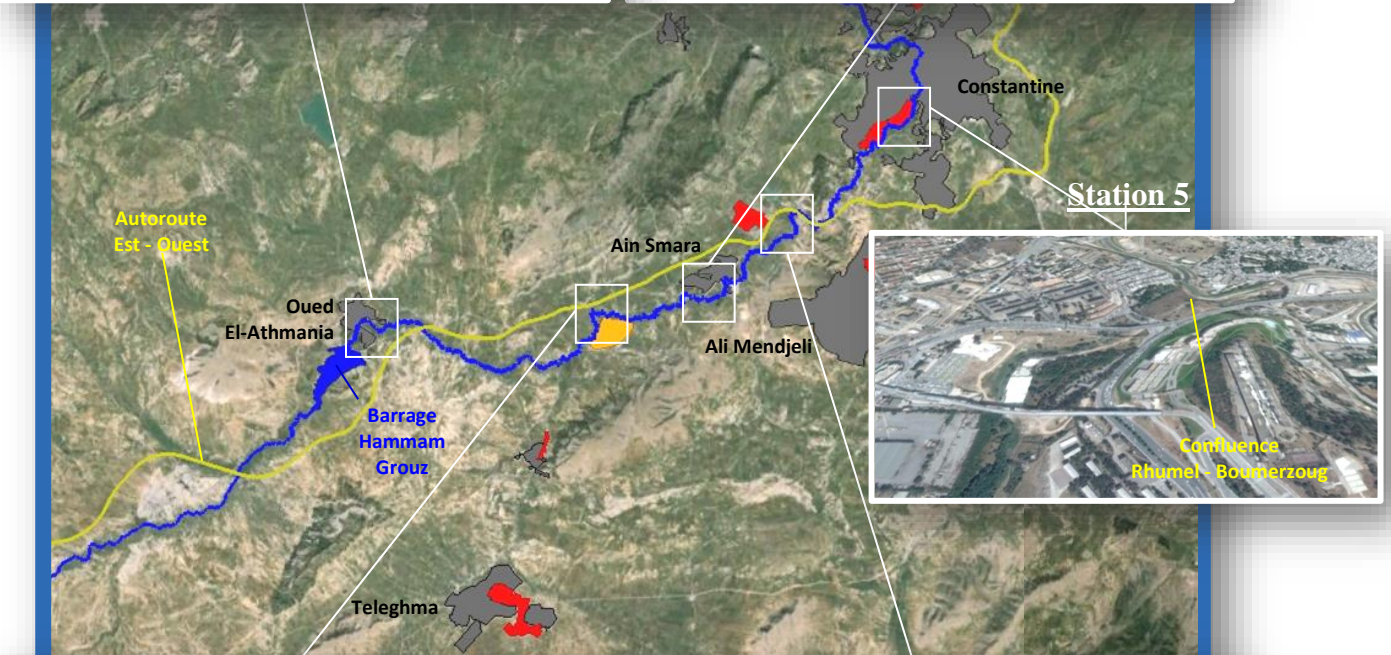 Constantine
Station 5
Autoroute
Est - Ouest
Ain Smara
Oued
El-Athmania
Ali Mendjeli
Barrage
Hammam
Grouz
Confluence
Rhumel - Boumerzoug
Teleghma